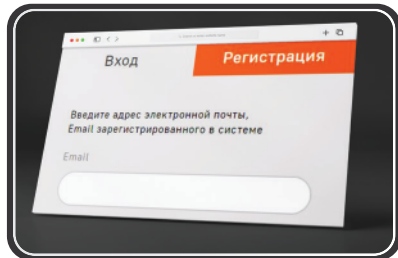 Вход
Регистрация
Введите адрес электронной почты,
Email зарегистрированного в системе
Email